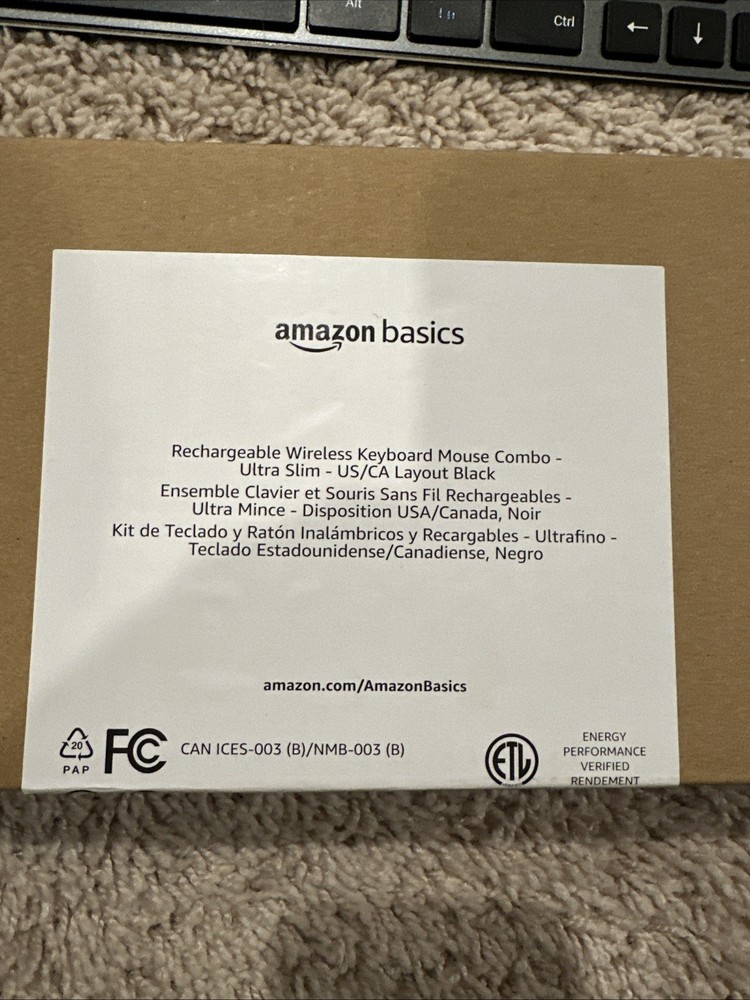 Alt
Ctrl
←
↓
amazon basics
Rechargeable Wireless Keyboard Mouse Combo -
Ultra Slim - US/CA Layout Black
Ensemble Clavier et Souris Sans Fil Rechargeables -
Ultra Mince - Disposition USA/Canada, Noir
Kit de Teclado y Ratón Inalámbricos y Recargables - Ultrafino -
Teclado Estadounidense/Canadiense, Negro
amazon.com/AmazonBasics
20
PAP
FC
CAN ICES-003 (B)/NMB-003 (B)
ETL
ENERGY
PERFORMANCE
VERIFIED
RENDEMENT